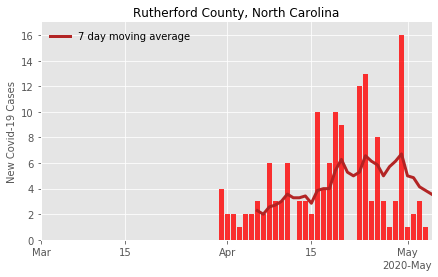 Rutherford County, North Carolina
7 day moving average
New Covid-19 Cases
16
14
12
10
8
6
4
2
0
Mar
15
Apr
15
May
2020-May